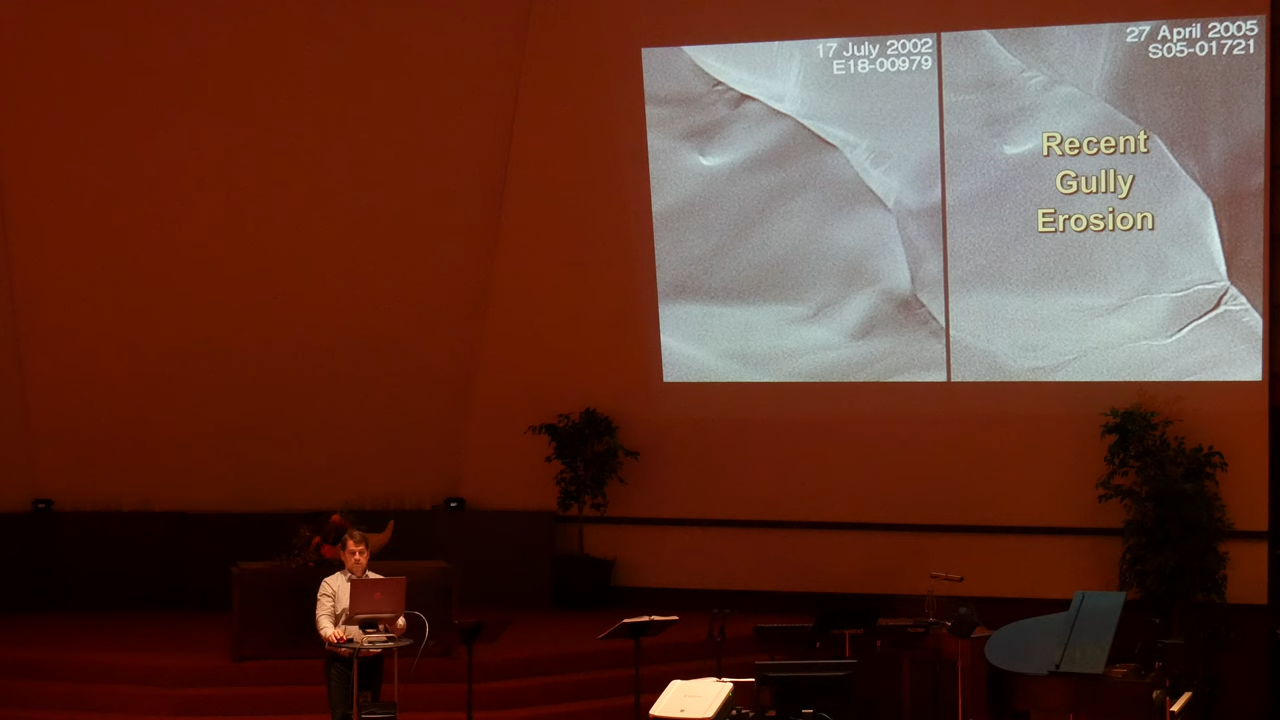 17 July 2002
E18-00979
27 April 2005
S05-01721
Recent
Gully
Erosion